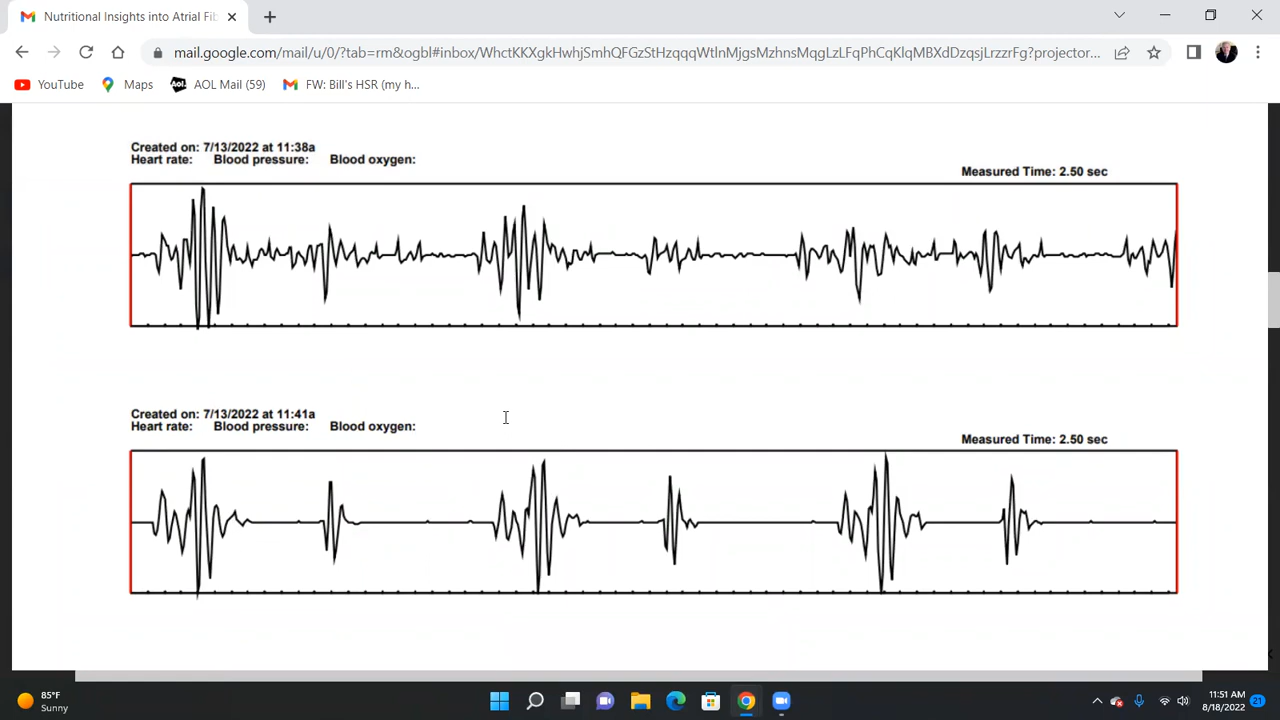 Nutritional Insights into Atrial Fib
mail.google.com/mail/u/0/?tab=rm&ogbl#inbox/WhctKKXgkHwhjSmhQFGzStHzqqqWtlnMjgsMzhnsMqgLzLFqPhCqKlqMBXdDzqsjLrzzrFg?projector...
YouTube Maps AOL Mail (59) FW: Bill's HSR (my h...
Created on: 7/13/2022 at 11:38a
Heart rate: Blood pressure: Blood oxygen:
Measured Time: 2.50 sec
Created on: 7/13/2022 at 11:41a
Heart rate: Blood pressure: Blood oxygen:
Measured Time: 2.50 sec
85°F
Sunny
11:51 AM
8/18/2022
21